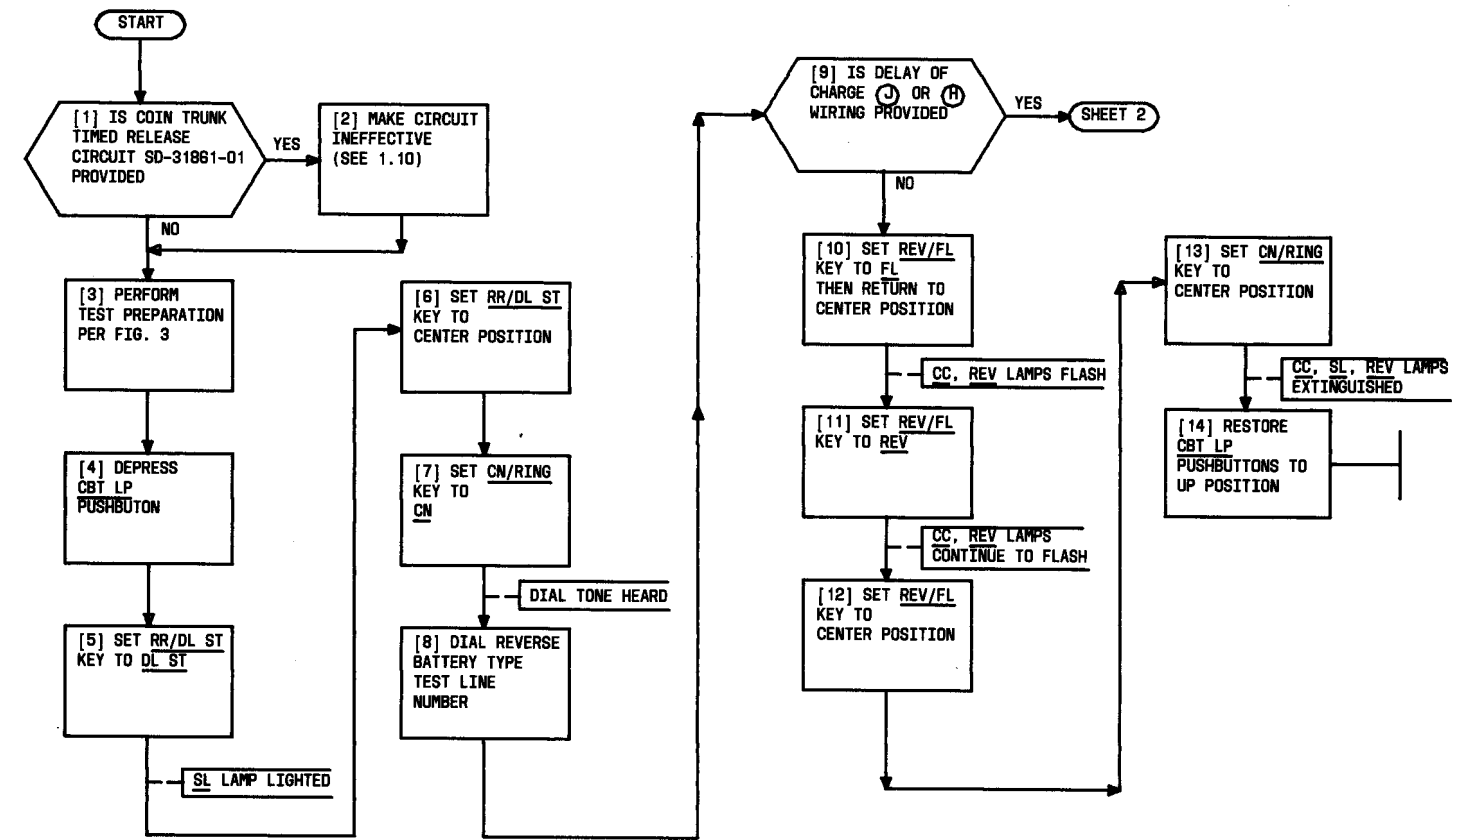 START
[1] IS COIN TRUNK
TIMED RELEASE
CIRCUIT SD-31861-01
PROVIDED
YES
NO
[2] MAKE CIRCUIT
INEFFECTIVE
(SEE 1.10)
[3] PERFORM
TEST PREPARATION
PER FIG. 3
[4] DEPRESS
CBT LP
PUSHBUTON
[5] SET RR/DL ST
KEY TO DL ST
SL LAMP LIGHTED
[6] SET RR/DL ST
KEY TO
CENTER POSITION
[7] SET CN/RING
KEY TO
CN
DIAL TONE HEARD
[8] DIAL REVERSE
BATTERY TYPE
TEST LINE
NUMBER
[9] IS DELAY OF
CHARGE J OR H
WIRING PROVIDED
YES
SHEET 2
NO
[10] SET REV/FL
KEY TO FL
THEN RETURN TO
CENTER POSITION
CC, REV LAMPS FLASH
[11] SET REV/FL
KEY TO REV
CC, REV LAMPS
CONTINUE TO FLASH
[12] SET REV/FL
KEY TO
CENTER POSITION
[13] SET CN/RING
KEY TO
CENTER POSITION
CC, SL, REV LAMPS
EXTINGUISHED
[14] RESTORE
CBT LP
PUSHBUTTONS TO
UP POSITION